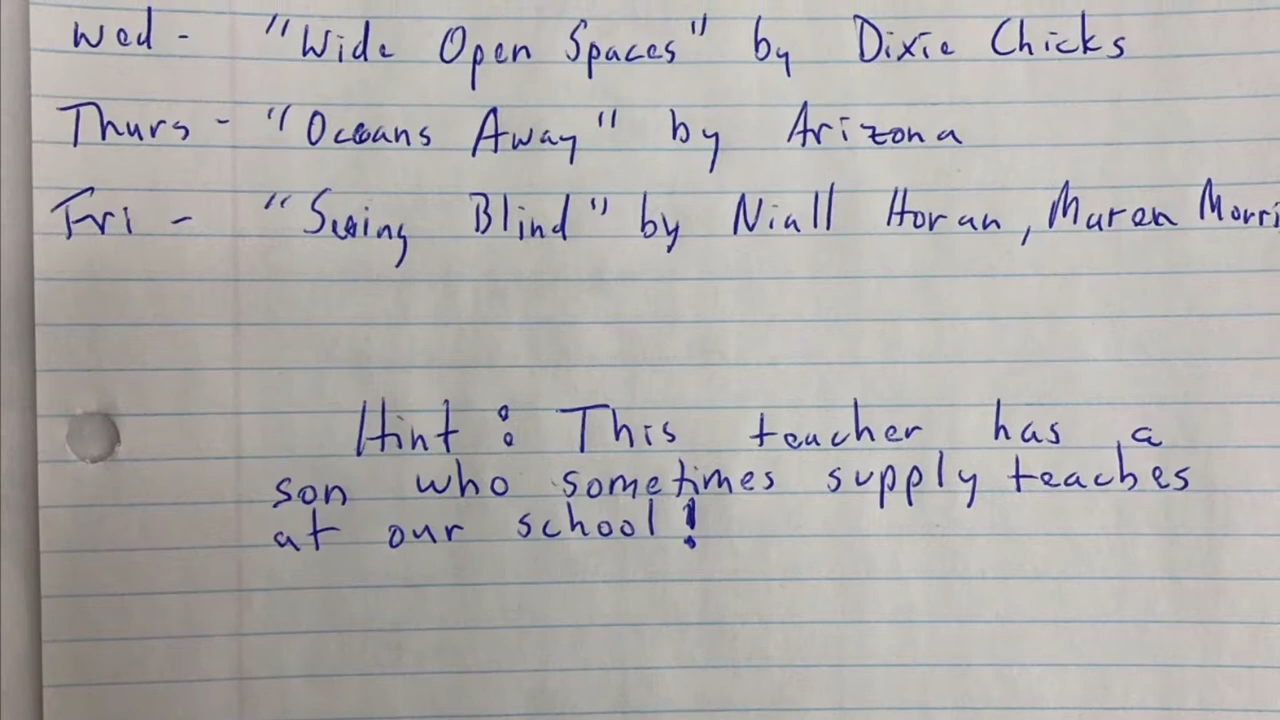 Wed - "Wide Open Spaces" by Dixie Chicks
Thurs - "Oceans Away" by Arizona
Fri - "Seeing Blind" by Niall Horan, Maren Morri
Hint : This teacher has a
son who sometimes supply teaches
at our school!